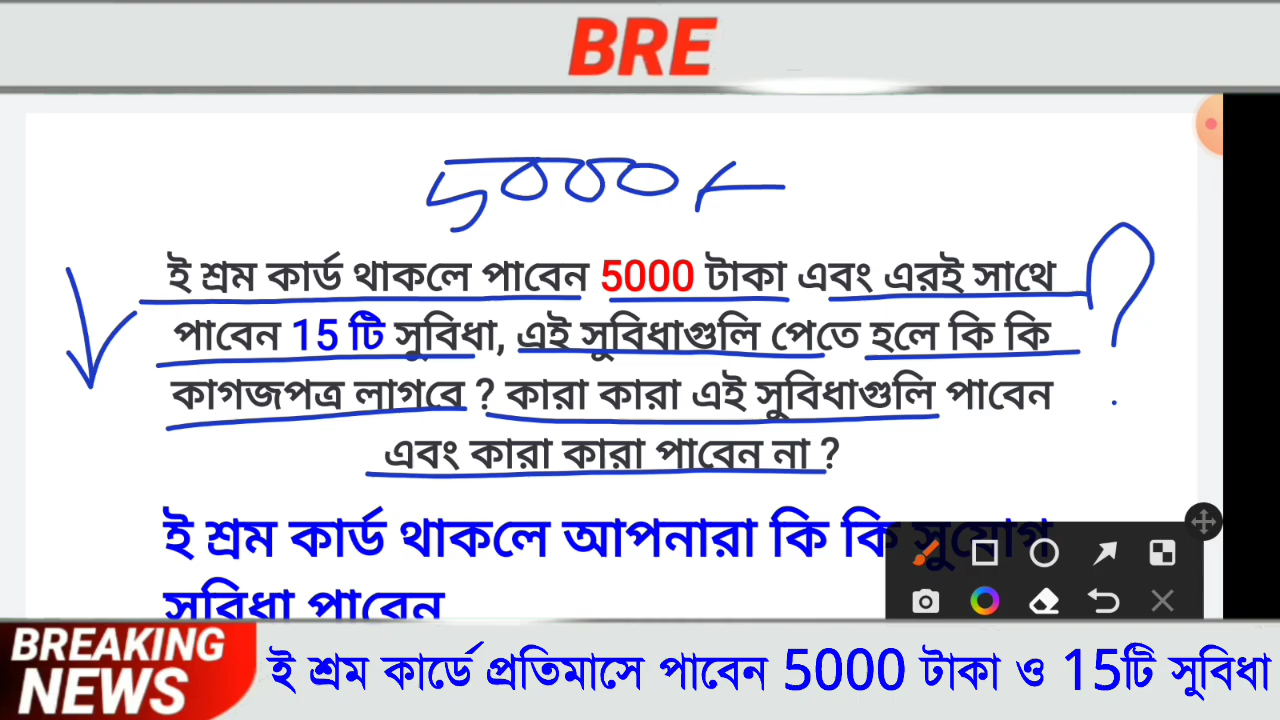 BRE
5000
ই শ্রম কার্ড থাকলে পাবেন 5000 টাকা এবং এরই সাথে
পাবেন 15 টি সুবিধা, এই সুবিধাগুলি পেতে হলে কি কি
কাগজপত্র লাগবে ? কারা কারা এই সুবিধাগুলি পাবেন
এবং কারা কারা পাবেন না ?
?
ই শ্রম কার্ড থাকলে আপনারা কি কি সুযোগ
সুবিধা পাবেন
BREAKING
NEWS
ই শ্রম কার্ডে প্রতিমাসে পাবেন 5000 টাকা ও 15টি সুবিধা